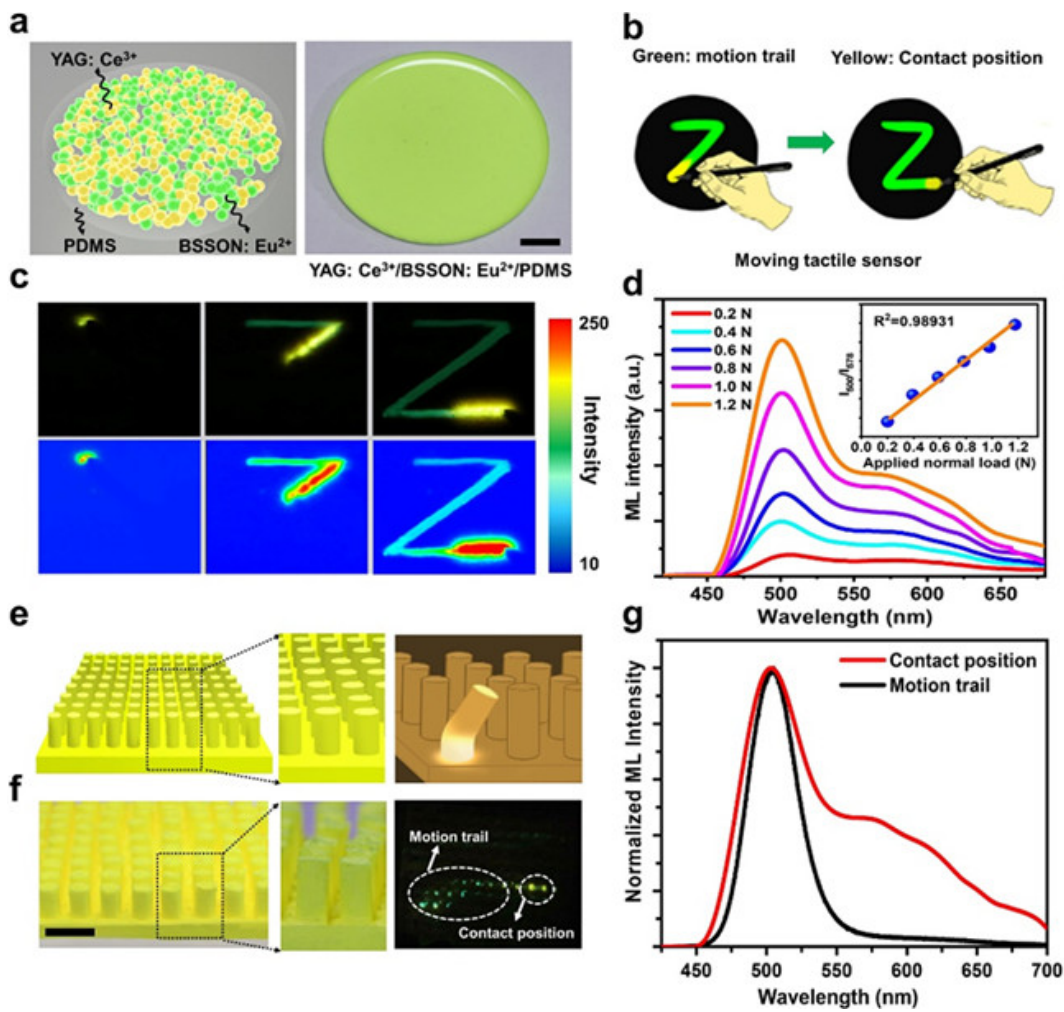 a
YAG: Ce³⁺
PDMS
BSSON: Eu²⁺
YAG: Ce³⁺/BSSON: Eu²⁺/PDMS
b
Green: motion trail
Yellow: Contact position
Moving tactile sensor
c
250
Intensity
10
d
ML intensity (a.u.)
0.2 N
0.4 N
0.6 N
0.8 N
1.0 N
1.2 N
R²=0.98931
I₅₀₀/I₅₇₈
0 0.2 0.4 0.6 0.8 1.0 1.2
Applied normal load (N)
450 500 550 600 650
Wavelength (nm)
e
f
Motion trail
Contact position
g
Normalized ML Intensity
Contact position
Motion trail
450 500 550 600 650 700
Wavelength (nm)